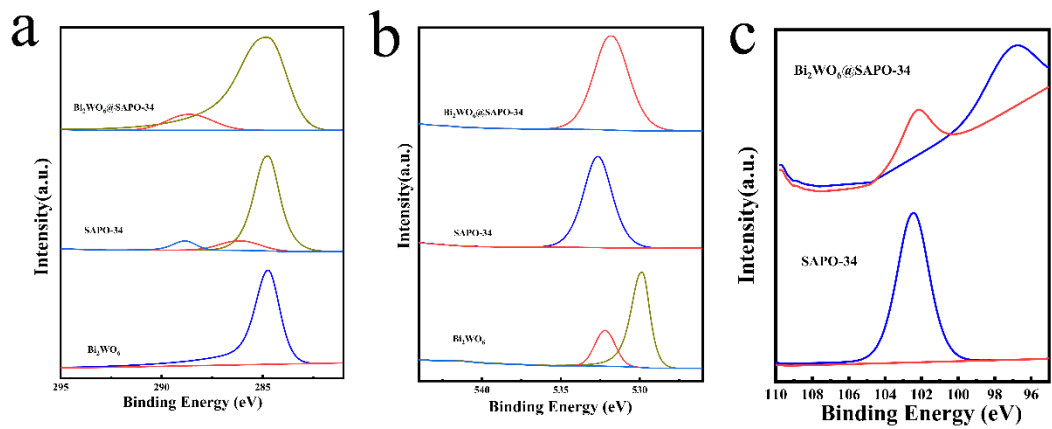 a
Intensity(a.u.)
Bi₂WO₆@SAPO-34
SAPO-34
Bi₂WO₆
295 290 285
Binding Energy (eV)
b
Intensity(a.u.)
Bi₂WO₆@SAPO-34
SAPO-34
Bi₂WO₆
540 535 530
Binding Energy (eV)
c
Intensity(a.u.)
Bi₂WO₆@SAPO-34
SAPO-34
110 108 106 104 102 100 98 96
Binding Energy (eV)